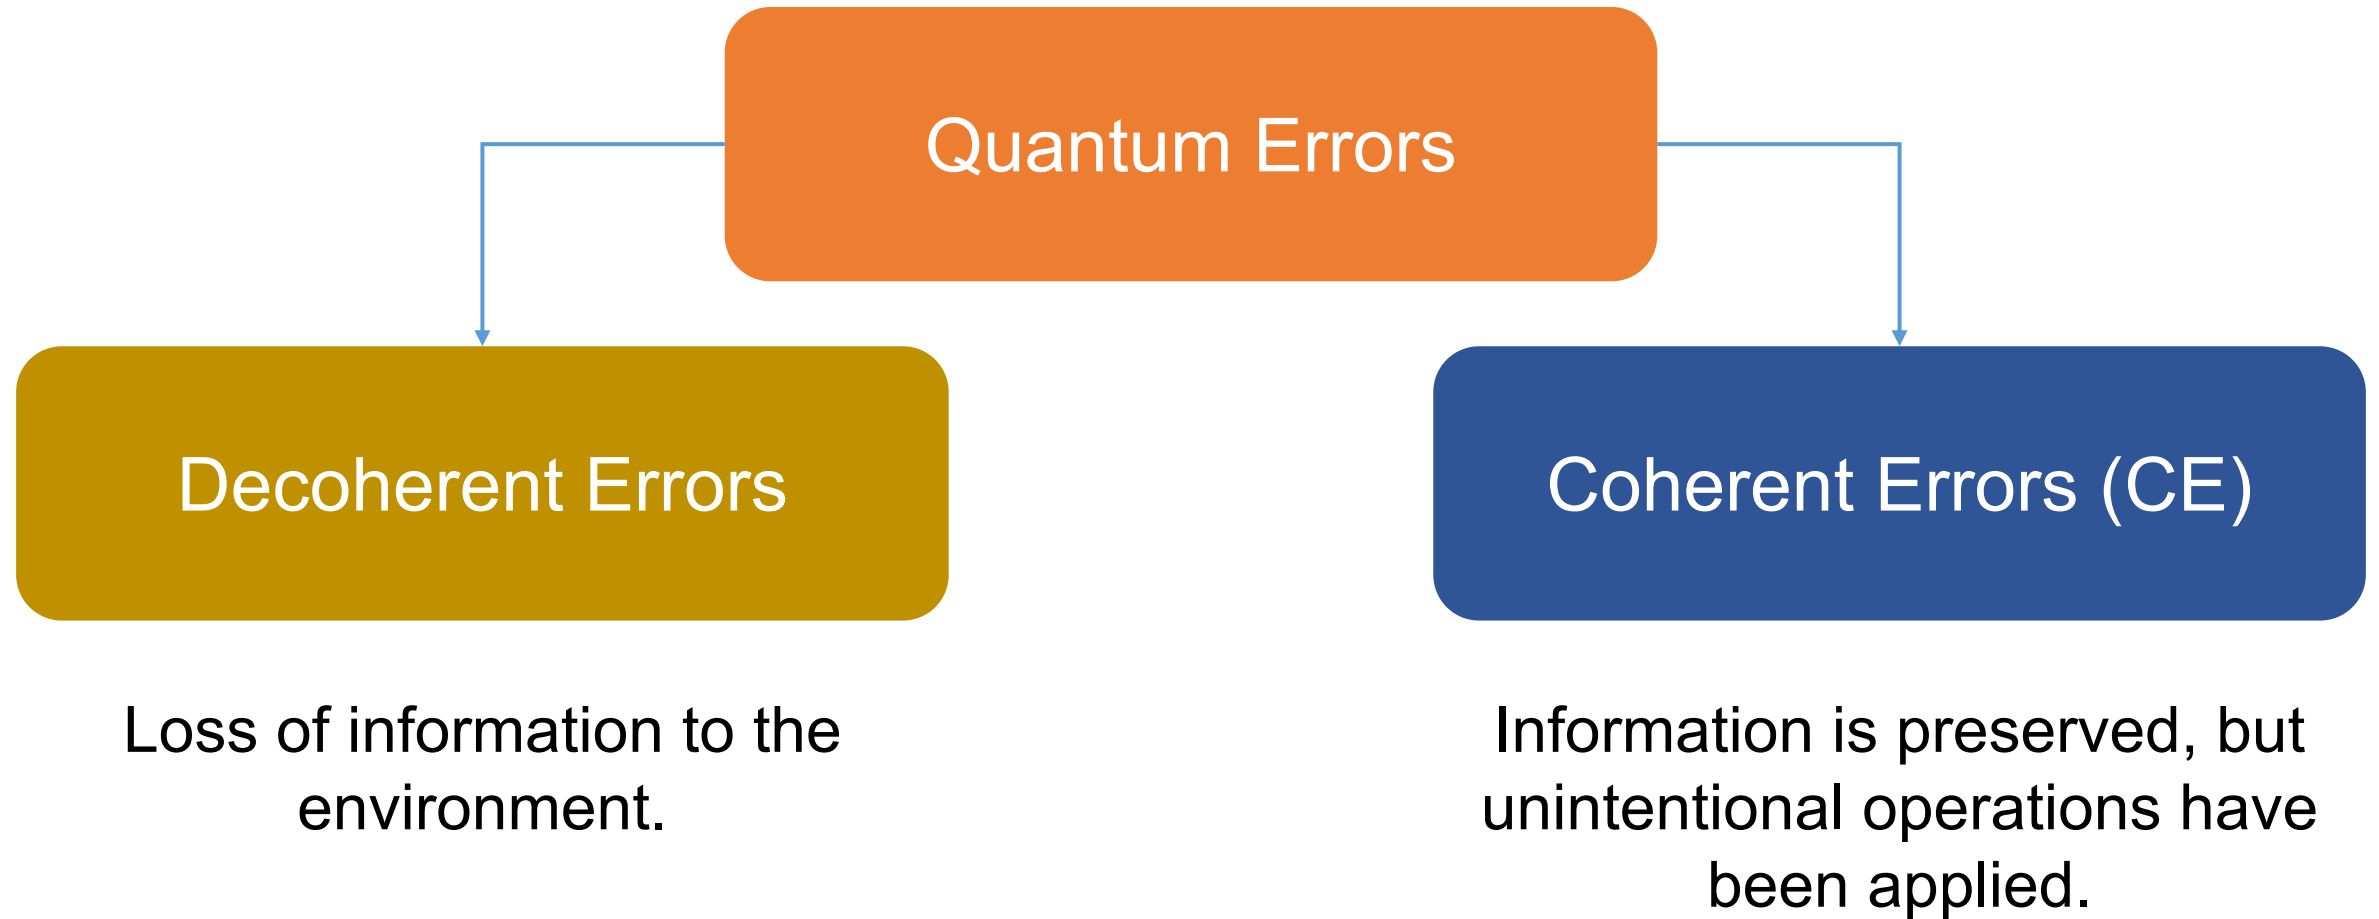 Quantum Errors
Decoherent Errors
Coherent Errors (CE)
Loss of information to the
environment.
Information is preserved, but
unintentional operations have
been applied.